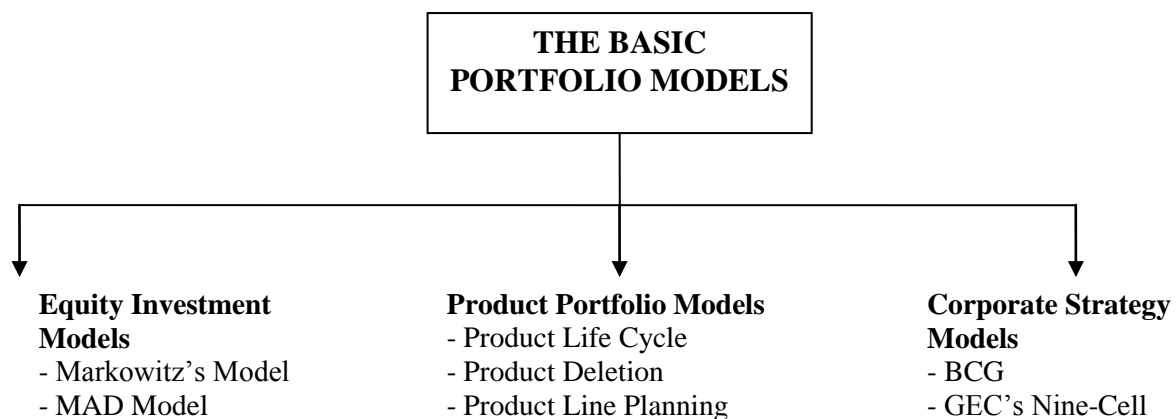 THE BASIC
PORTFOLIO MODELS
Equity Investment
Models
- Markowitz’s Model
- MAD Model
Product Portfolio Models
- Product Life Cycle
- Product Deletion
- Product Line Planning
Corporate Strategy
Models
- BCG
- GEC’s Nine-Cell